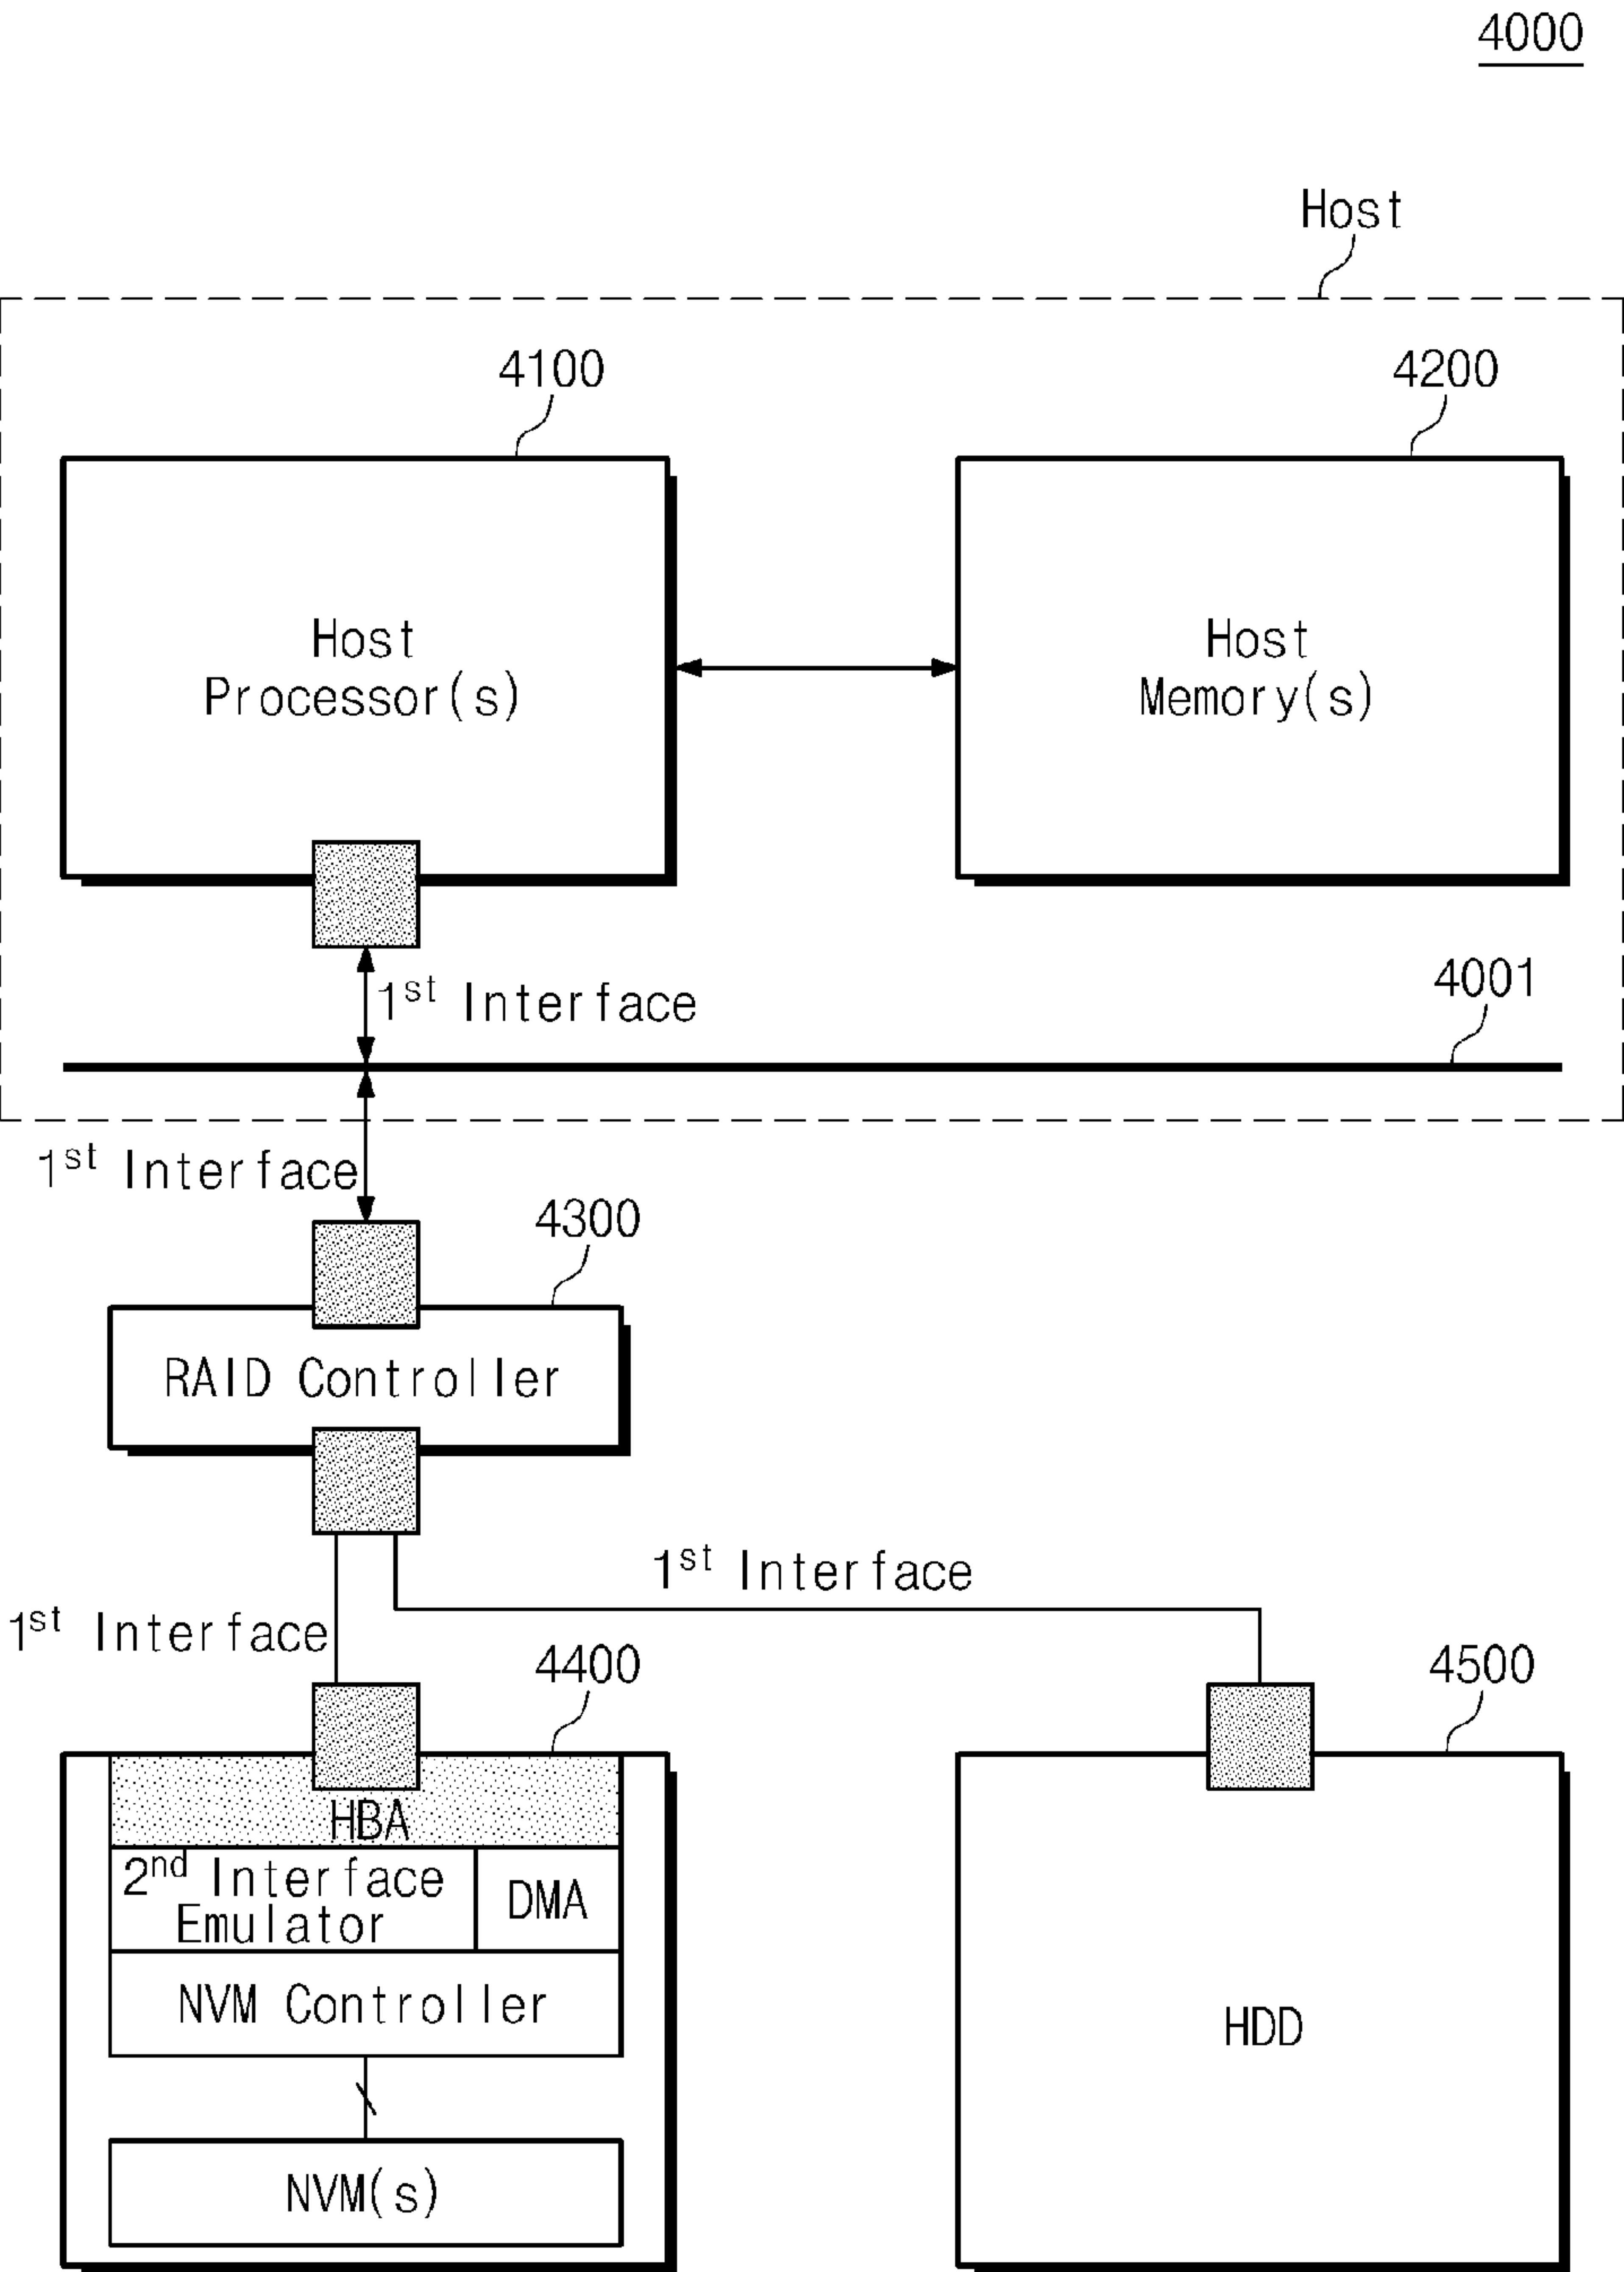 4000
Host
4100
4200
Host
Processor(s)
Host
Memory(s)
1st Interface
4001
1st Interface
4300
RAID Controller
1st Interface
1st Interface
4400
4500
HBA
2nd Interface
Emulator
DMA
NVM Controller
HDD
NVM(s)